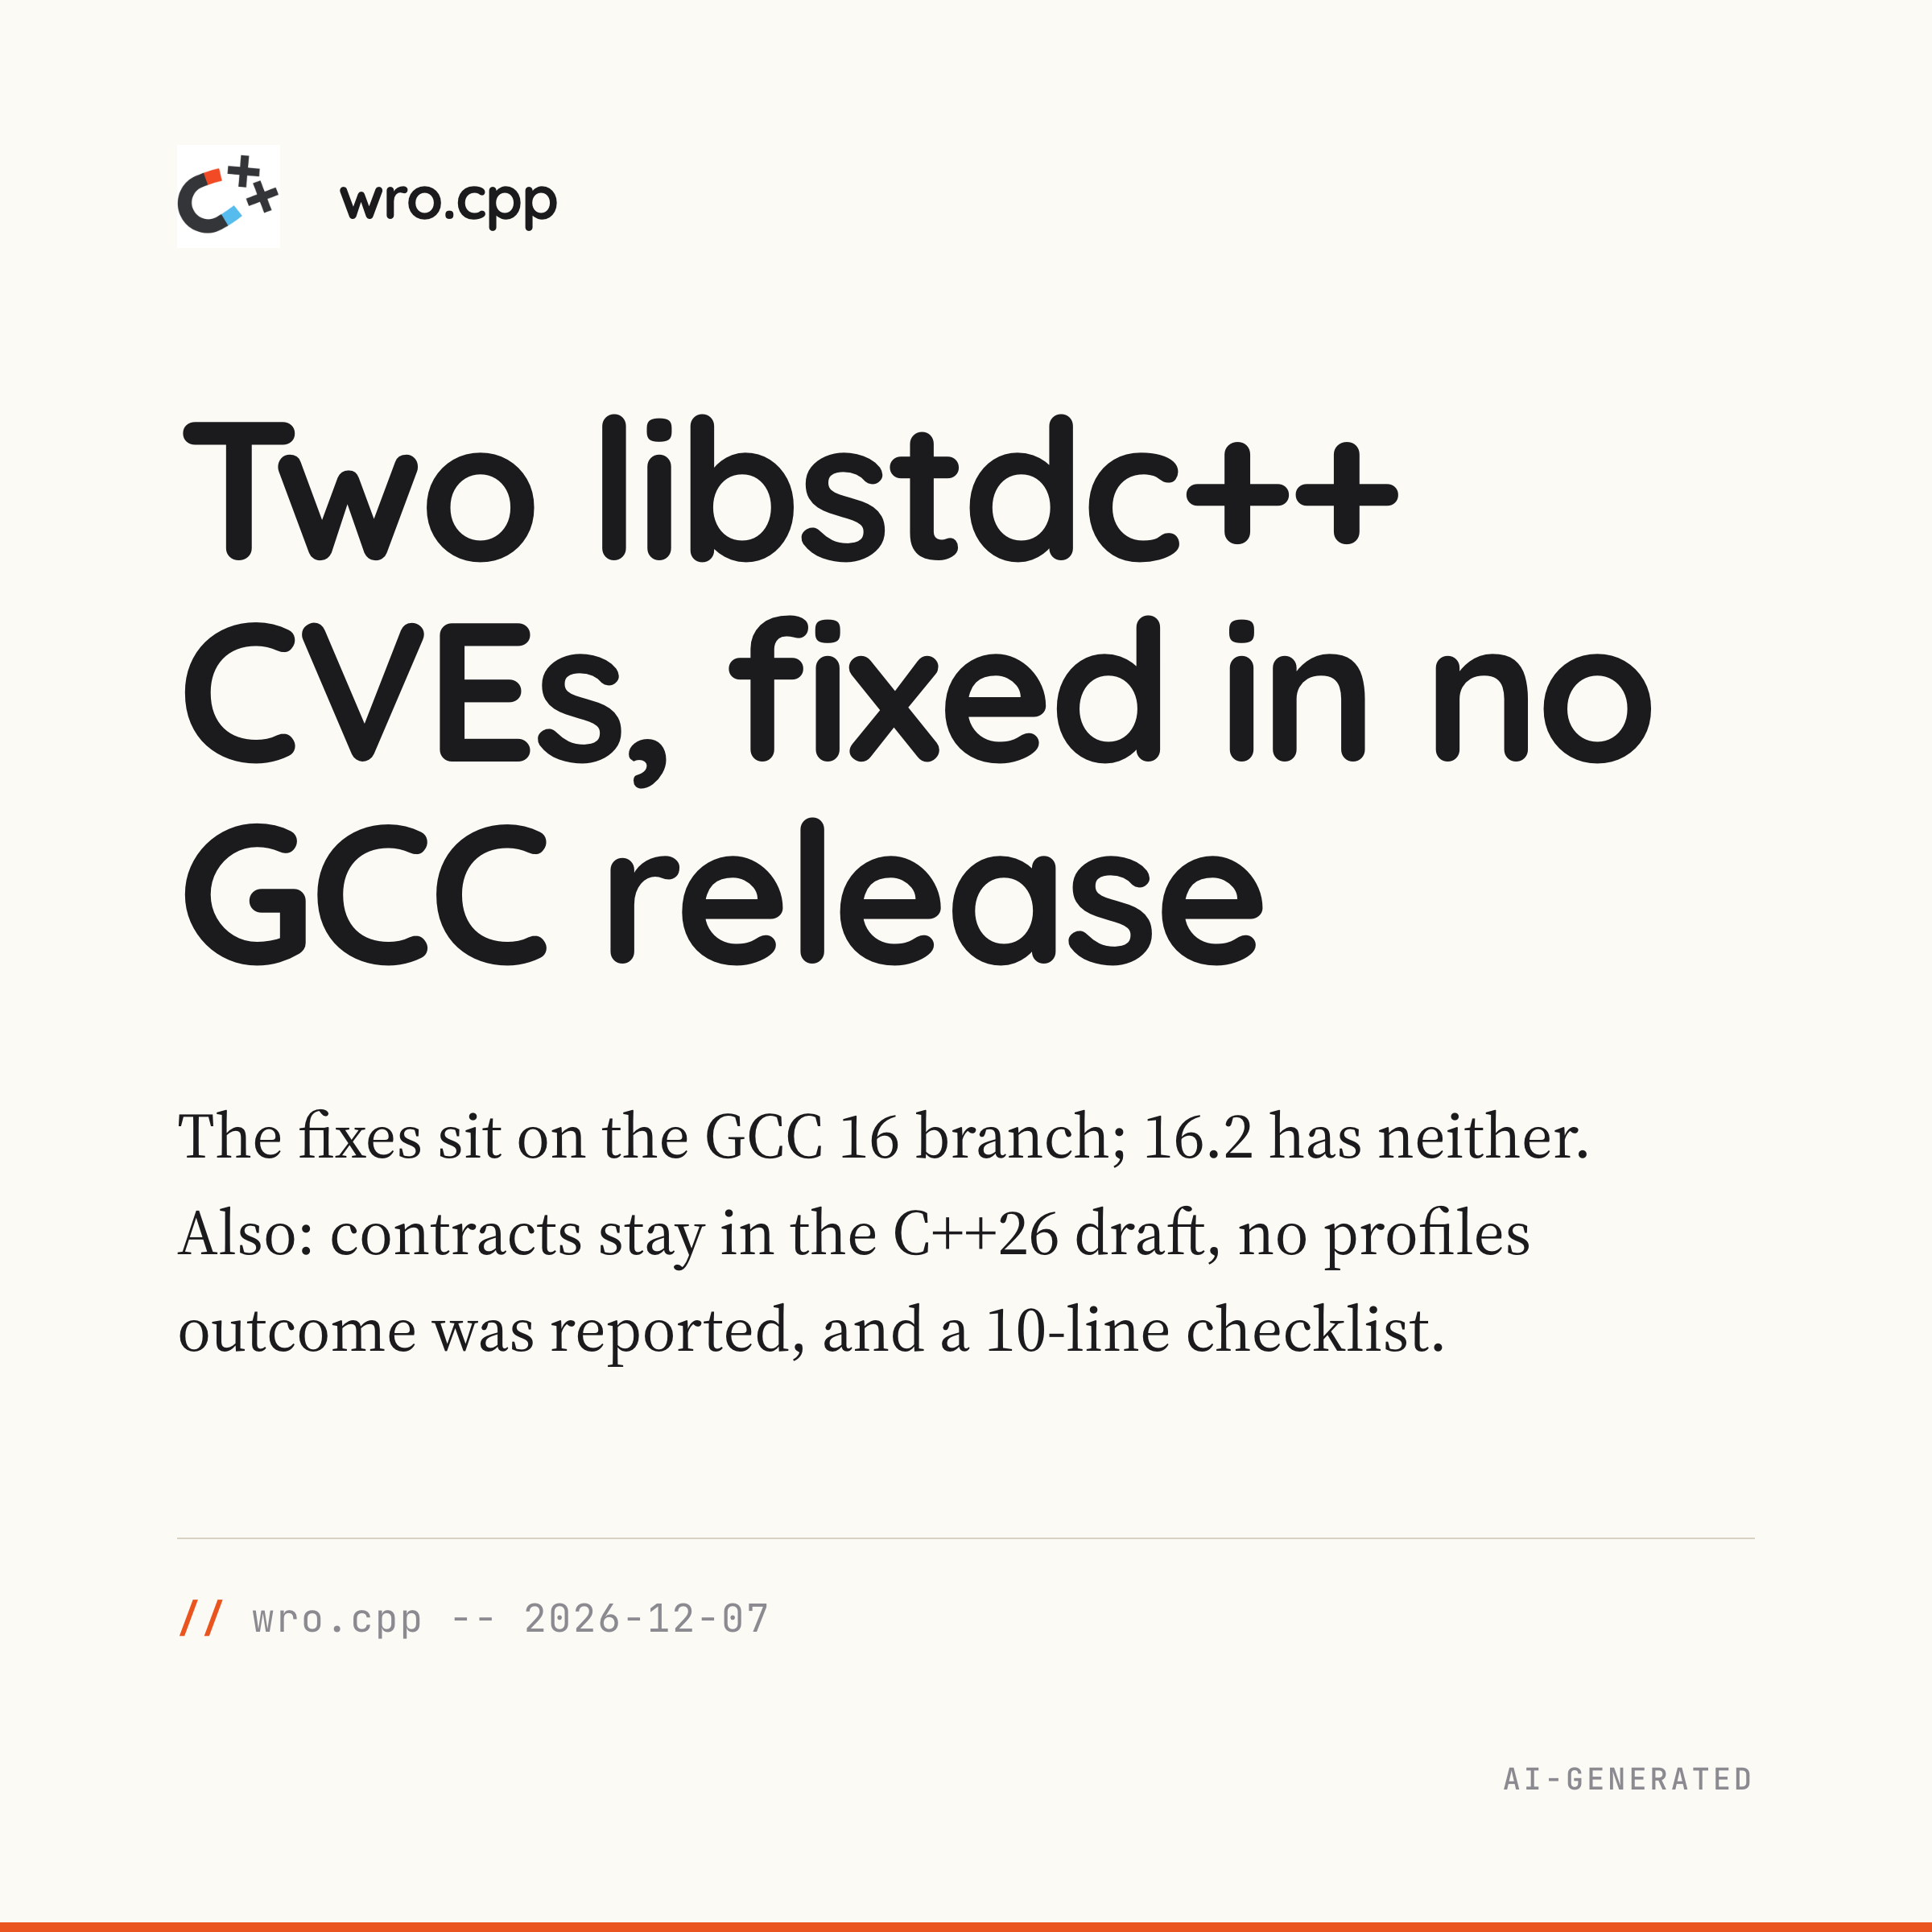 wro.cpp
Two libstdc++
CVEs, fixed in no
GCC release
The fixes sit on the GCC 16 branch; 16.2 has neither.
Also: contracts stay in the C++26 draft, no profiles
outcome was reported, and a 10-line checklist.
// wro.cpp -- 2026-12-07
AI-GENERATED